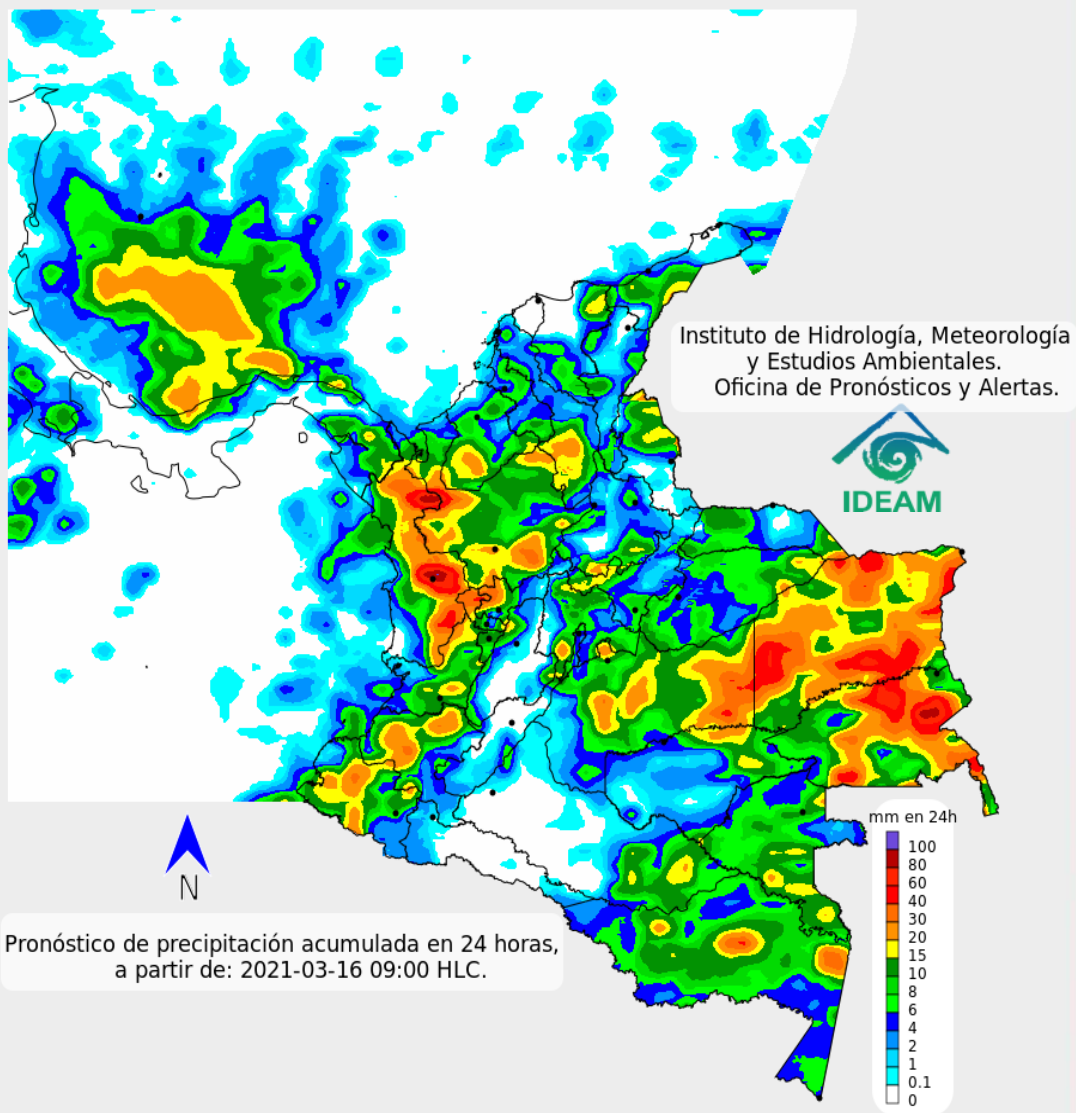 Instituto de Hidrología, Meteorología
y Estudios Ambientales.
Oficina de Pronósticos y Alertas.
IDEAM
mm en 24h
100
80
60
40
30
20
15
10
8
6
4
2
1
0.1
0
N
Pronóstico de precipitación acumulada en 24 horas,
a partir de: 2021-03-16 09:00 HLC.